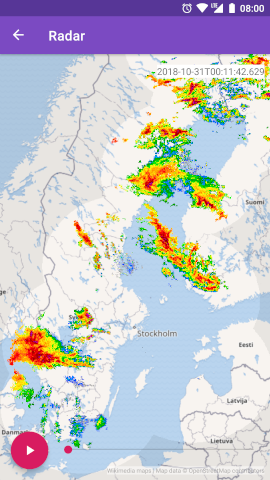 08:00
Radar
2018-10-31T00:11:42.629
Suomi
Stockholm
Eesti
Latvija
Lietuva
Wikimedia maps | Map data © OpenStreetMap contributors